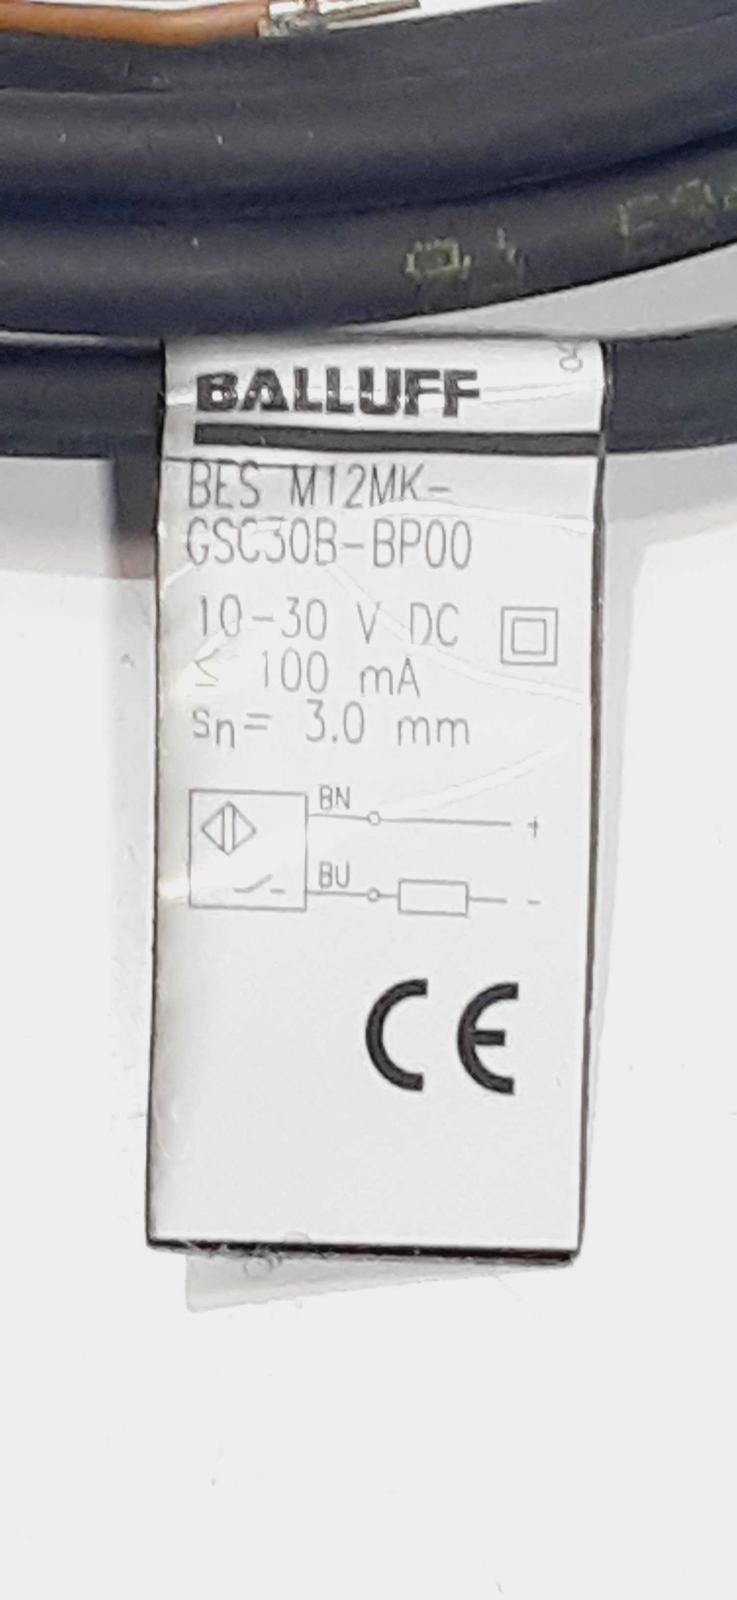 BALLUFF
BES M12MK-
GSC30B-BP00
10-30 V DC
≤ 100 mA
sn= 3.0 mm
BN +
BU -
CE